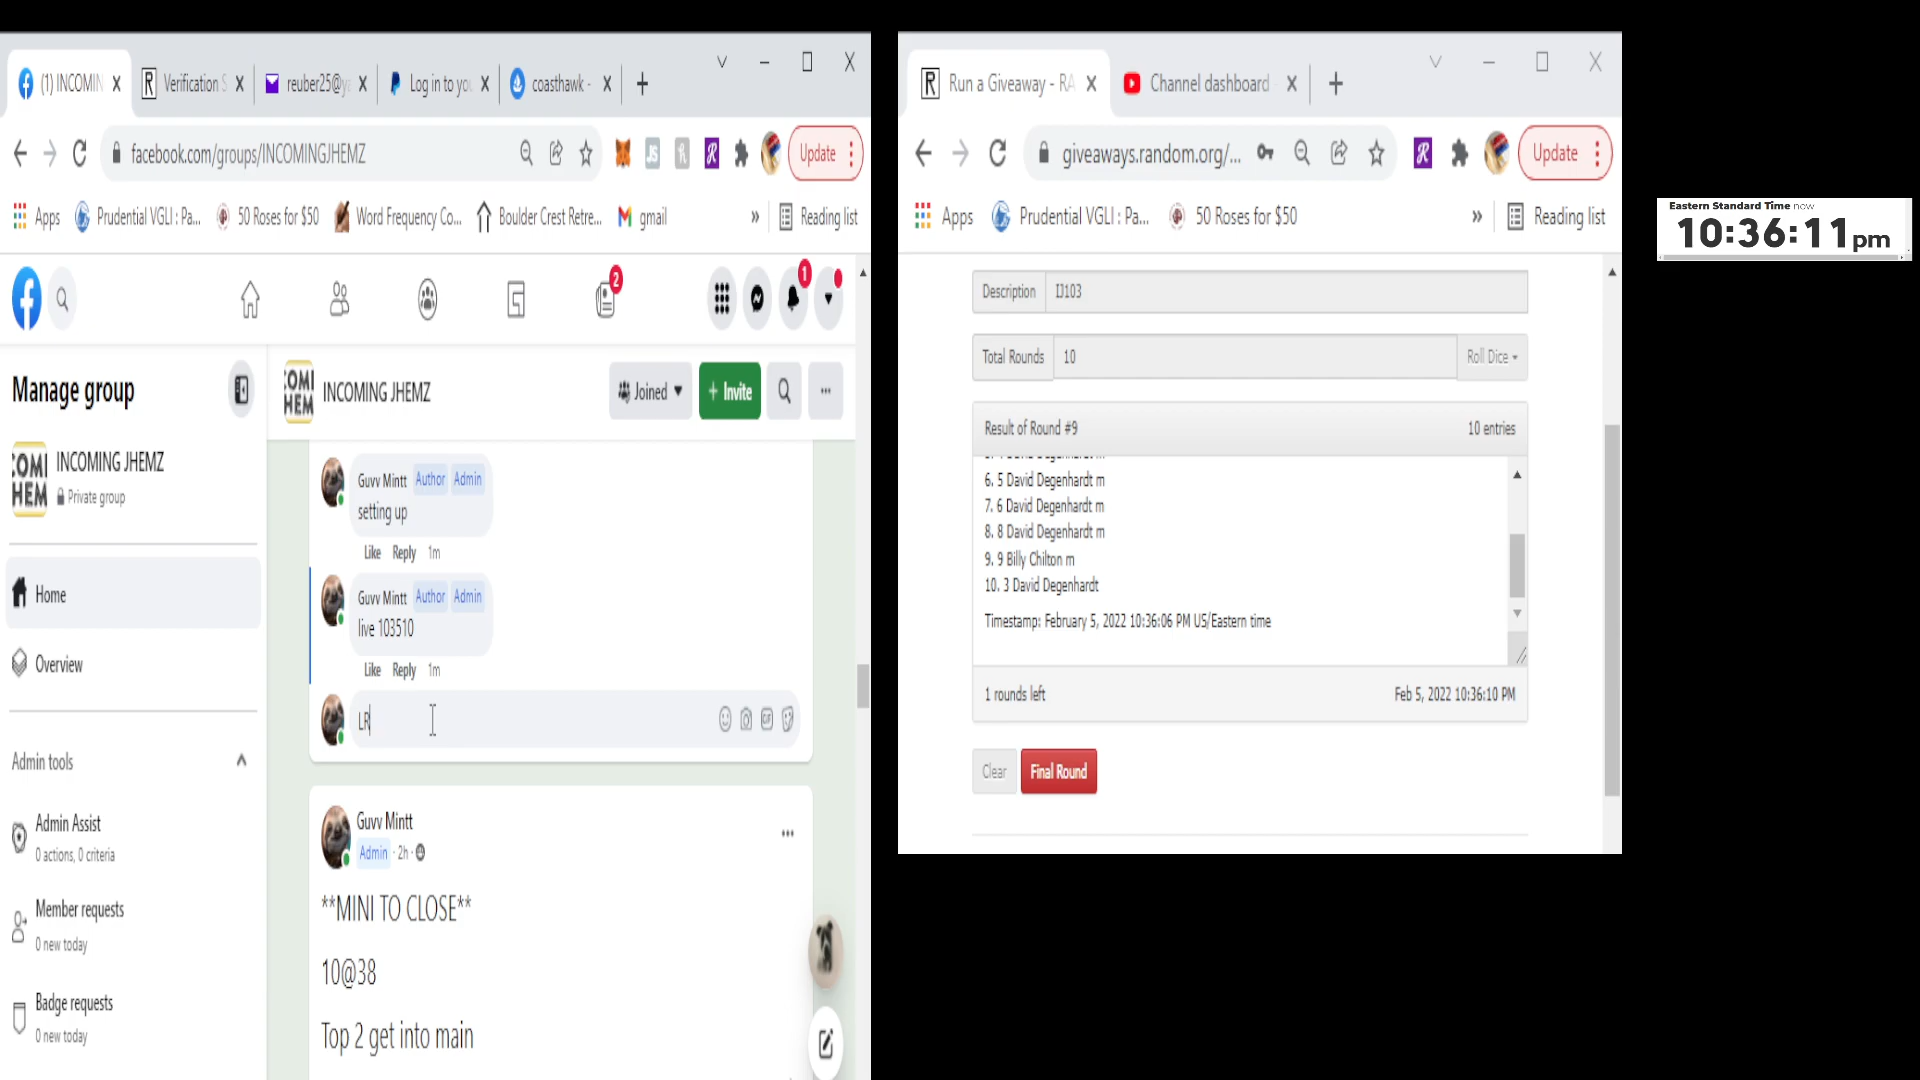 (1) INCOMIN
Verification S
reuber25@y
Log in to you
coasthawk -
facebook.com/groups/INCOMINGJHEMZ
Update
Apps
Prudential VGLI : Pa...
50 Roses for $50
Word Frequency Co...
Boulder Crest Retre...
gmail
»
Reading list
2
1
Manage group
INCOMING JHEMZ
Private group
Home
Overview
Admin tools
Admin Assist
0 actions, 0 criteria
Member requests
0 new today
Badge requests
0 new today
INCOMING JHEMZ
Joined
+ Invite
Guvv Mintt Author Admin
setting up
Like Reply 1m
Guvv Mintt Author Admin
live 103510
Like Reply 1m
LR
GIF
Guvv Mintt
Admin · 2h ·
**MINI TO CLOSE**
10@38
Top 2 get into main
Run a Giveaway - RA
Channel dashboard
giveaways.random.org/...
Update
Apps
Prudential VGLI : Pa...
50 Roses for $50
»
Reading list
Description IJ103
Total Rounds 10 Roll Dice
Result of Round #9 10 entries
6. 5 David Degenhardt m
7. 6 David Degenhardt m
8. 8 David Degenhardt m
9. 9 Billy Chilton m
10. 3 David Degenhardt
Timestamp: February 5, 2022 10:36:06 PM US/Eastern time
1 rounds left Feb 5, 2022 10:36:10 PM
Clear Final Round
Eastern Standard Time now
10:36:11pm